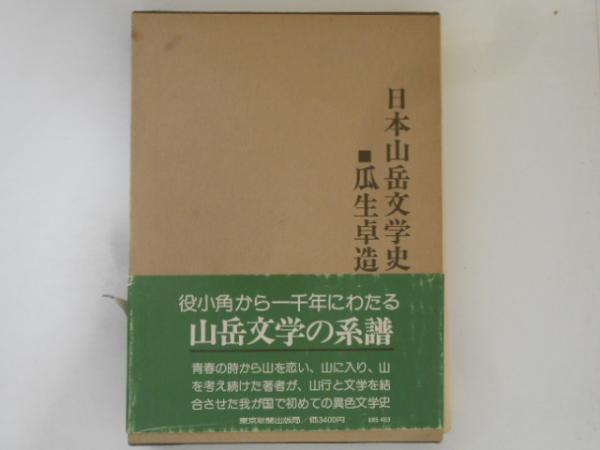 日本山岳文学史
■瓜生卓造
役小角から一千年にわたる
山岳文学の系譜
青春の時から山を恋い、山に入り、山
を考え続けた著者が、山行と文学を結
合させた我が国で初めての異色文学史
東京新聞出版局/価3400円